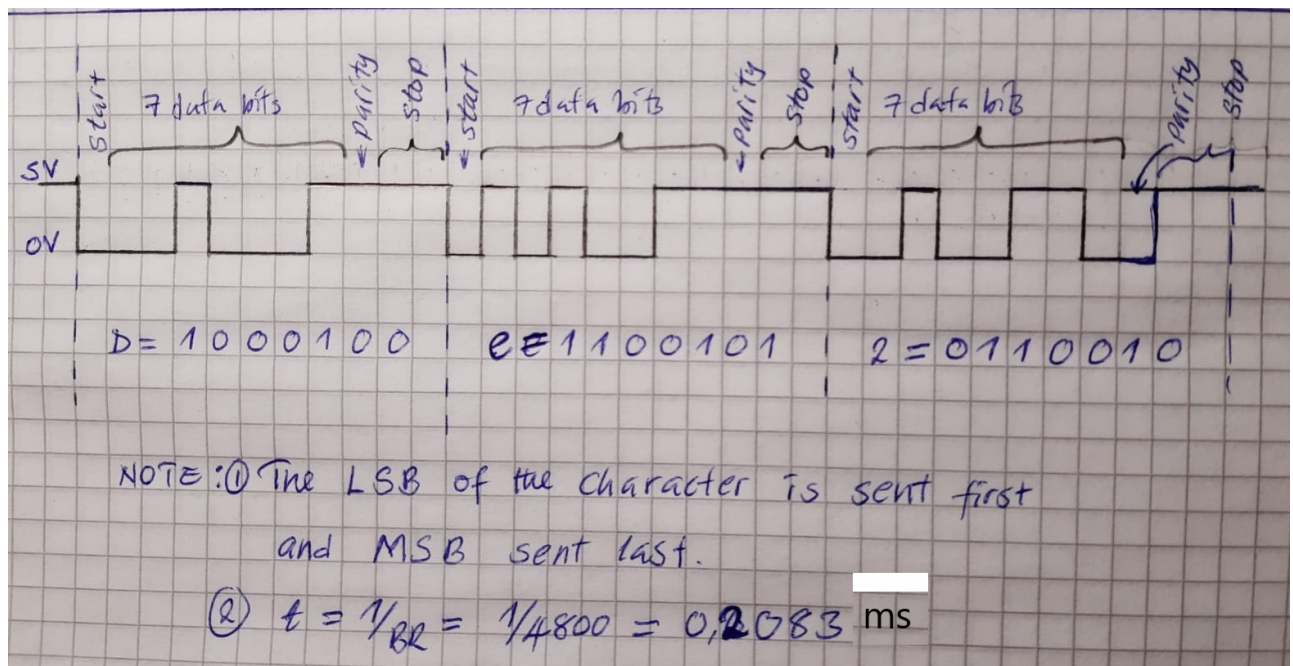 start 7 data bits parity stop start 7 data bits parity stop start 7 data bits parity stop
5V
0V
D = 1000100 e = 1100101 2 = 0110010
NOTE: ① The LSB of the character is sent first
and MSB sent last.
② t = 1/BR = 1/4800 = 0,2083 ms